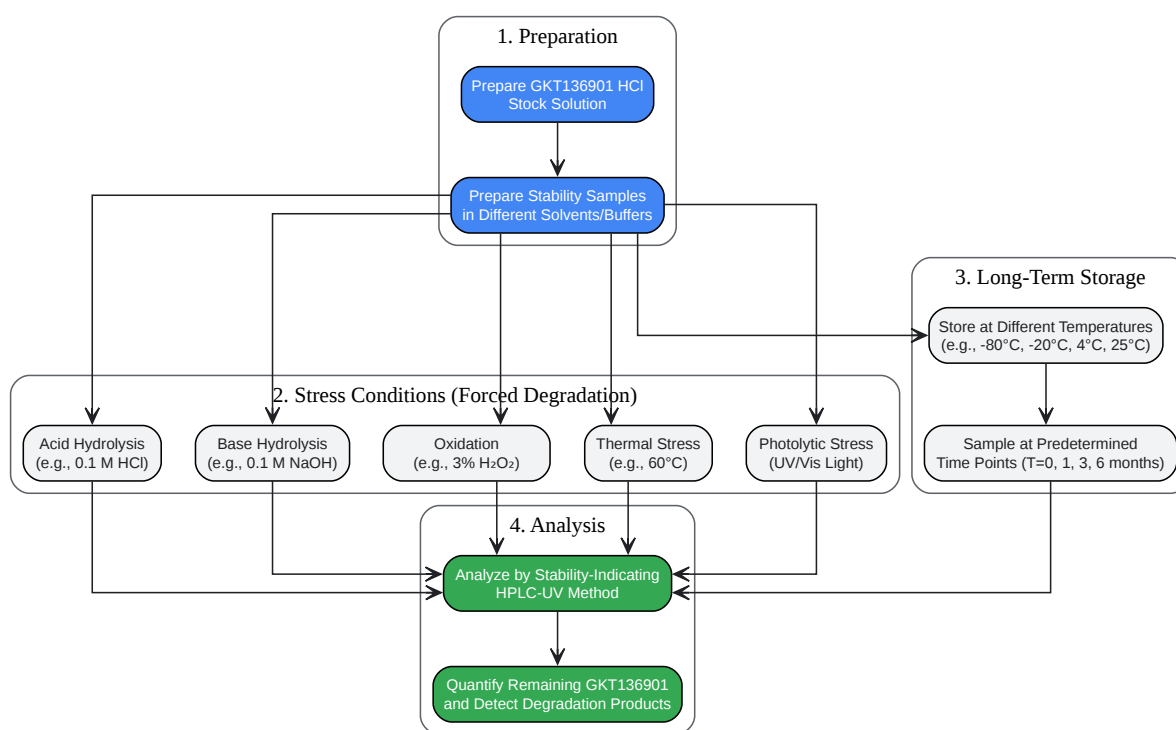 1. Preparation
Prepare GKT136901 HCl
Stock Solution
Prepare Stability Samples
in Different Solvents/Buffers
3. Long-Term Storage
Store at Different Temperatures
(e.g., -80°C, -20°C, 4°C, 25°C)
Sample at Predetermined
Time Points (T=0, 1, 3, 6 months)
2. Stress Conditions (Forced Degradation)
Acid Hydrolysis
(e.g., 0.1 M HCl)
Base Hydrolysis
(e.g., 0.1 M NaOH)
Oxidation
(e.g., 3% H₂O₂)
Thermal Stress
(e.g., 60°C)
Photolytic Stress
(UV/Vis Light)
4. Analysis
Analyze by Stability-Indicating
HPLC-UV Method
Quantify Remaining GKT136901
and Detect Degradation Products